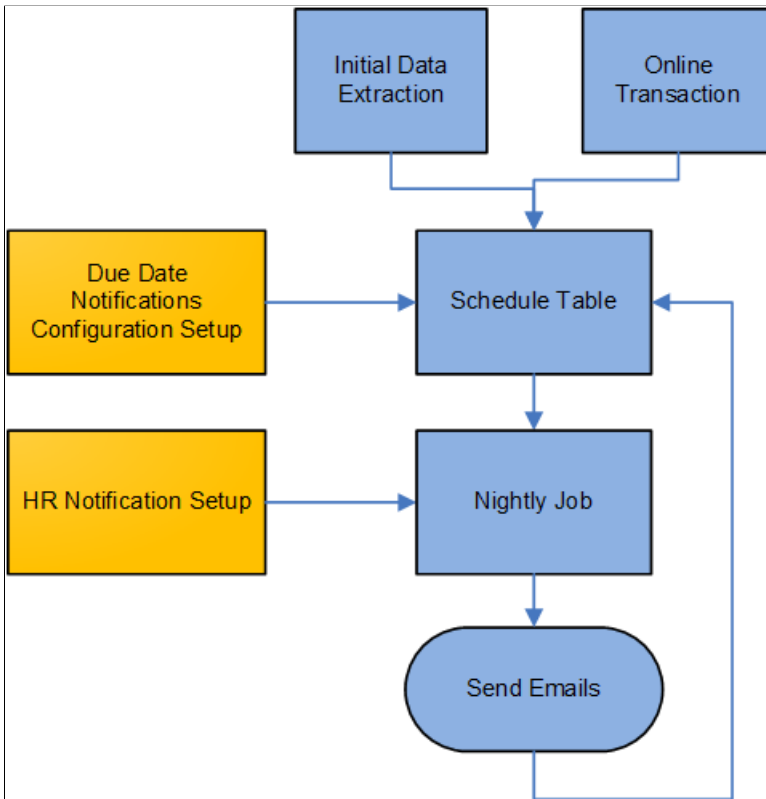 Initial Data
Extraction
Online
Transaction
Due Date
Notifications
Configuration Setup
Schedule Table
HR Notification Setup
Nightly Job
Send Emails